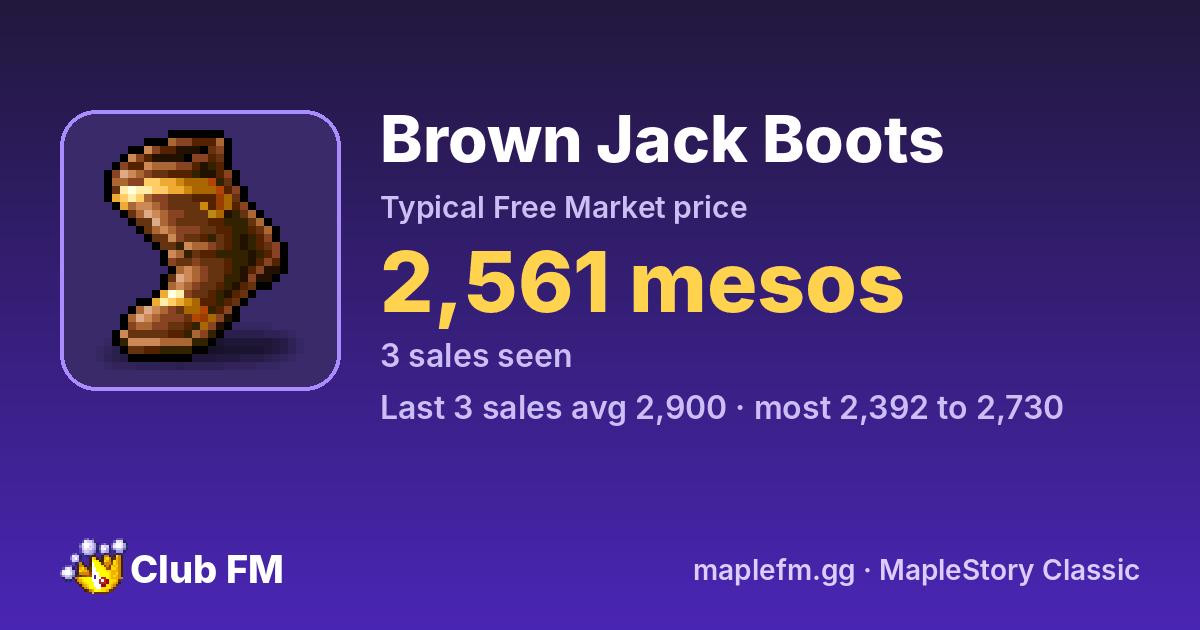 Brown Jack Boots
Typical Free Market price
2,561 mesos
3 sales seen
Last 3 sales avg 2,900 · most 2,392 to 2,730
Club FM
maplefm.gg · MapleStory Classic